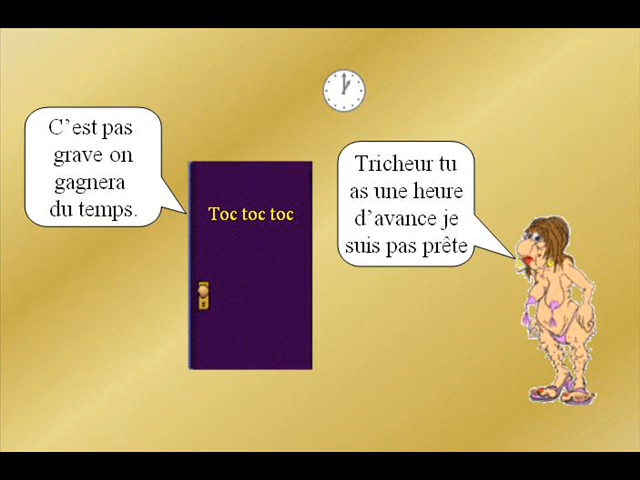 C'est pas
grave on
gagnera
du temps.
Toc toc toc
Tricheur tu
as une heure
d'avance je
suis pas prête